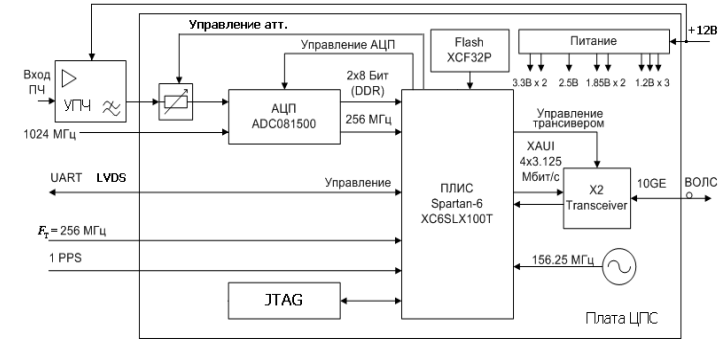 Управление атт.
+12В
Управление АЦП
Flash
XCF32P
Питание
3.3В x 2
2.5В
1.85В x 2
1.2В x 3
Вход
ПЧ
УПЧ
АЦП
ADC081500
2x8 Бит
(DDR)
256 МГц
1024 МГц
Управление
трансивером
XAUI
4x3.125
Мбит/с
X2
Transceiver
10GE
ВОЛС
UART LVDS
Управление
ПЛИС
Spartan-6
XC6SLX100T
Fт = 256 МГц
1 PPS
156.25 МГц
JTAG
Плата ЦПС